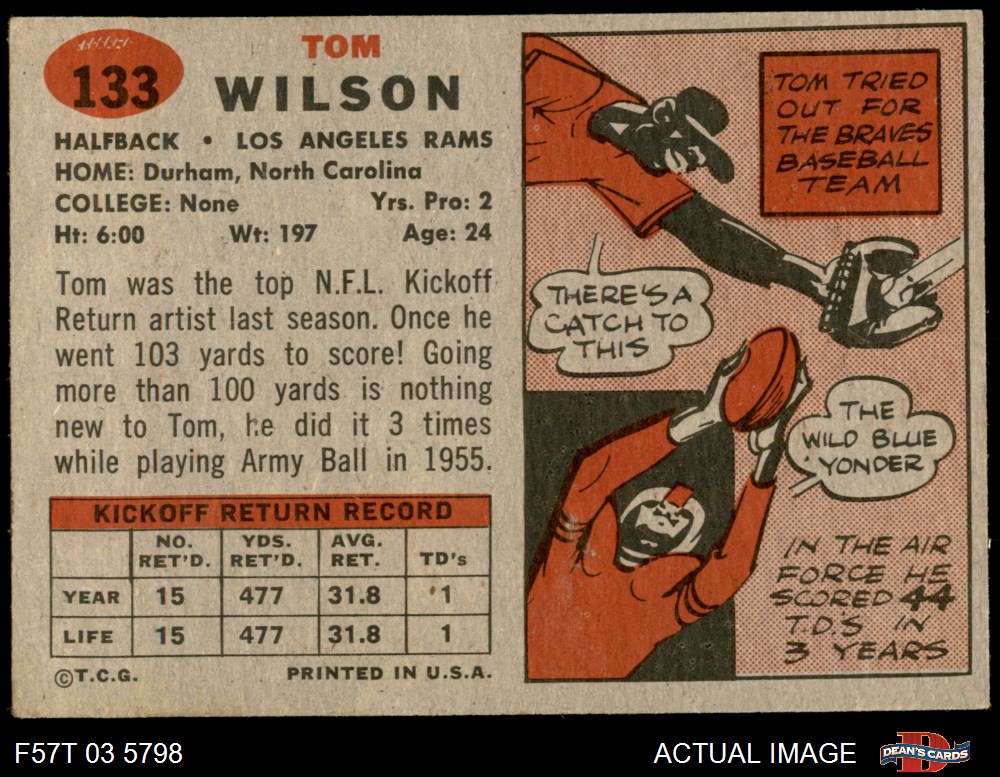 133
TOM
WILSON
HALFBACK • LOS ANGELES RAMS
HOME: Durham, North Carolina
COLLEGE: None Yrs. Pro: 2
Ht: 6:00 Wt: 197 Age: 24
Tom was the top N.F.L. Kickoff
Return artist last season. Once he
went 103 yards to score! Going
more than 100 yards is nothing
new to Tom, he did it 3 times
while playing Army Ball in 1955.
KICKOFF RETURN RECORD
NO. YDS. AVG.
RET'D. RET'D. RET. TD's
YEAR 15 477 31.8 1
LIFE 15 477 31.8 1
©T.C.G. PRINTED IN U.S.A.
TOM TRIED
OUT FOR
THE BRAVES
BASEBALL
TEAM
THERE'S A
CATCH TO
THIS
THE
WILD BLUE
YONDER
IN THE AIR
FORCE HE
SCORED 44
T.D.S IN
3 YEARS
F57T 03 5798 ACTUAL IMAGE DEAN'S CARDS